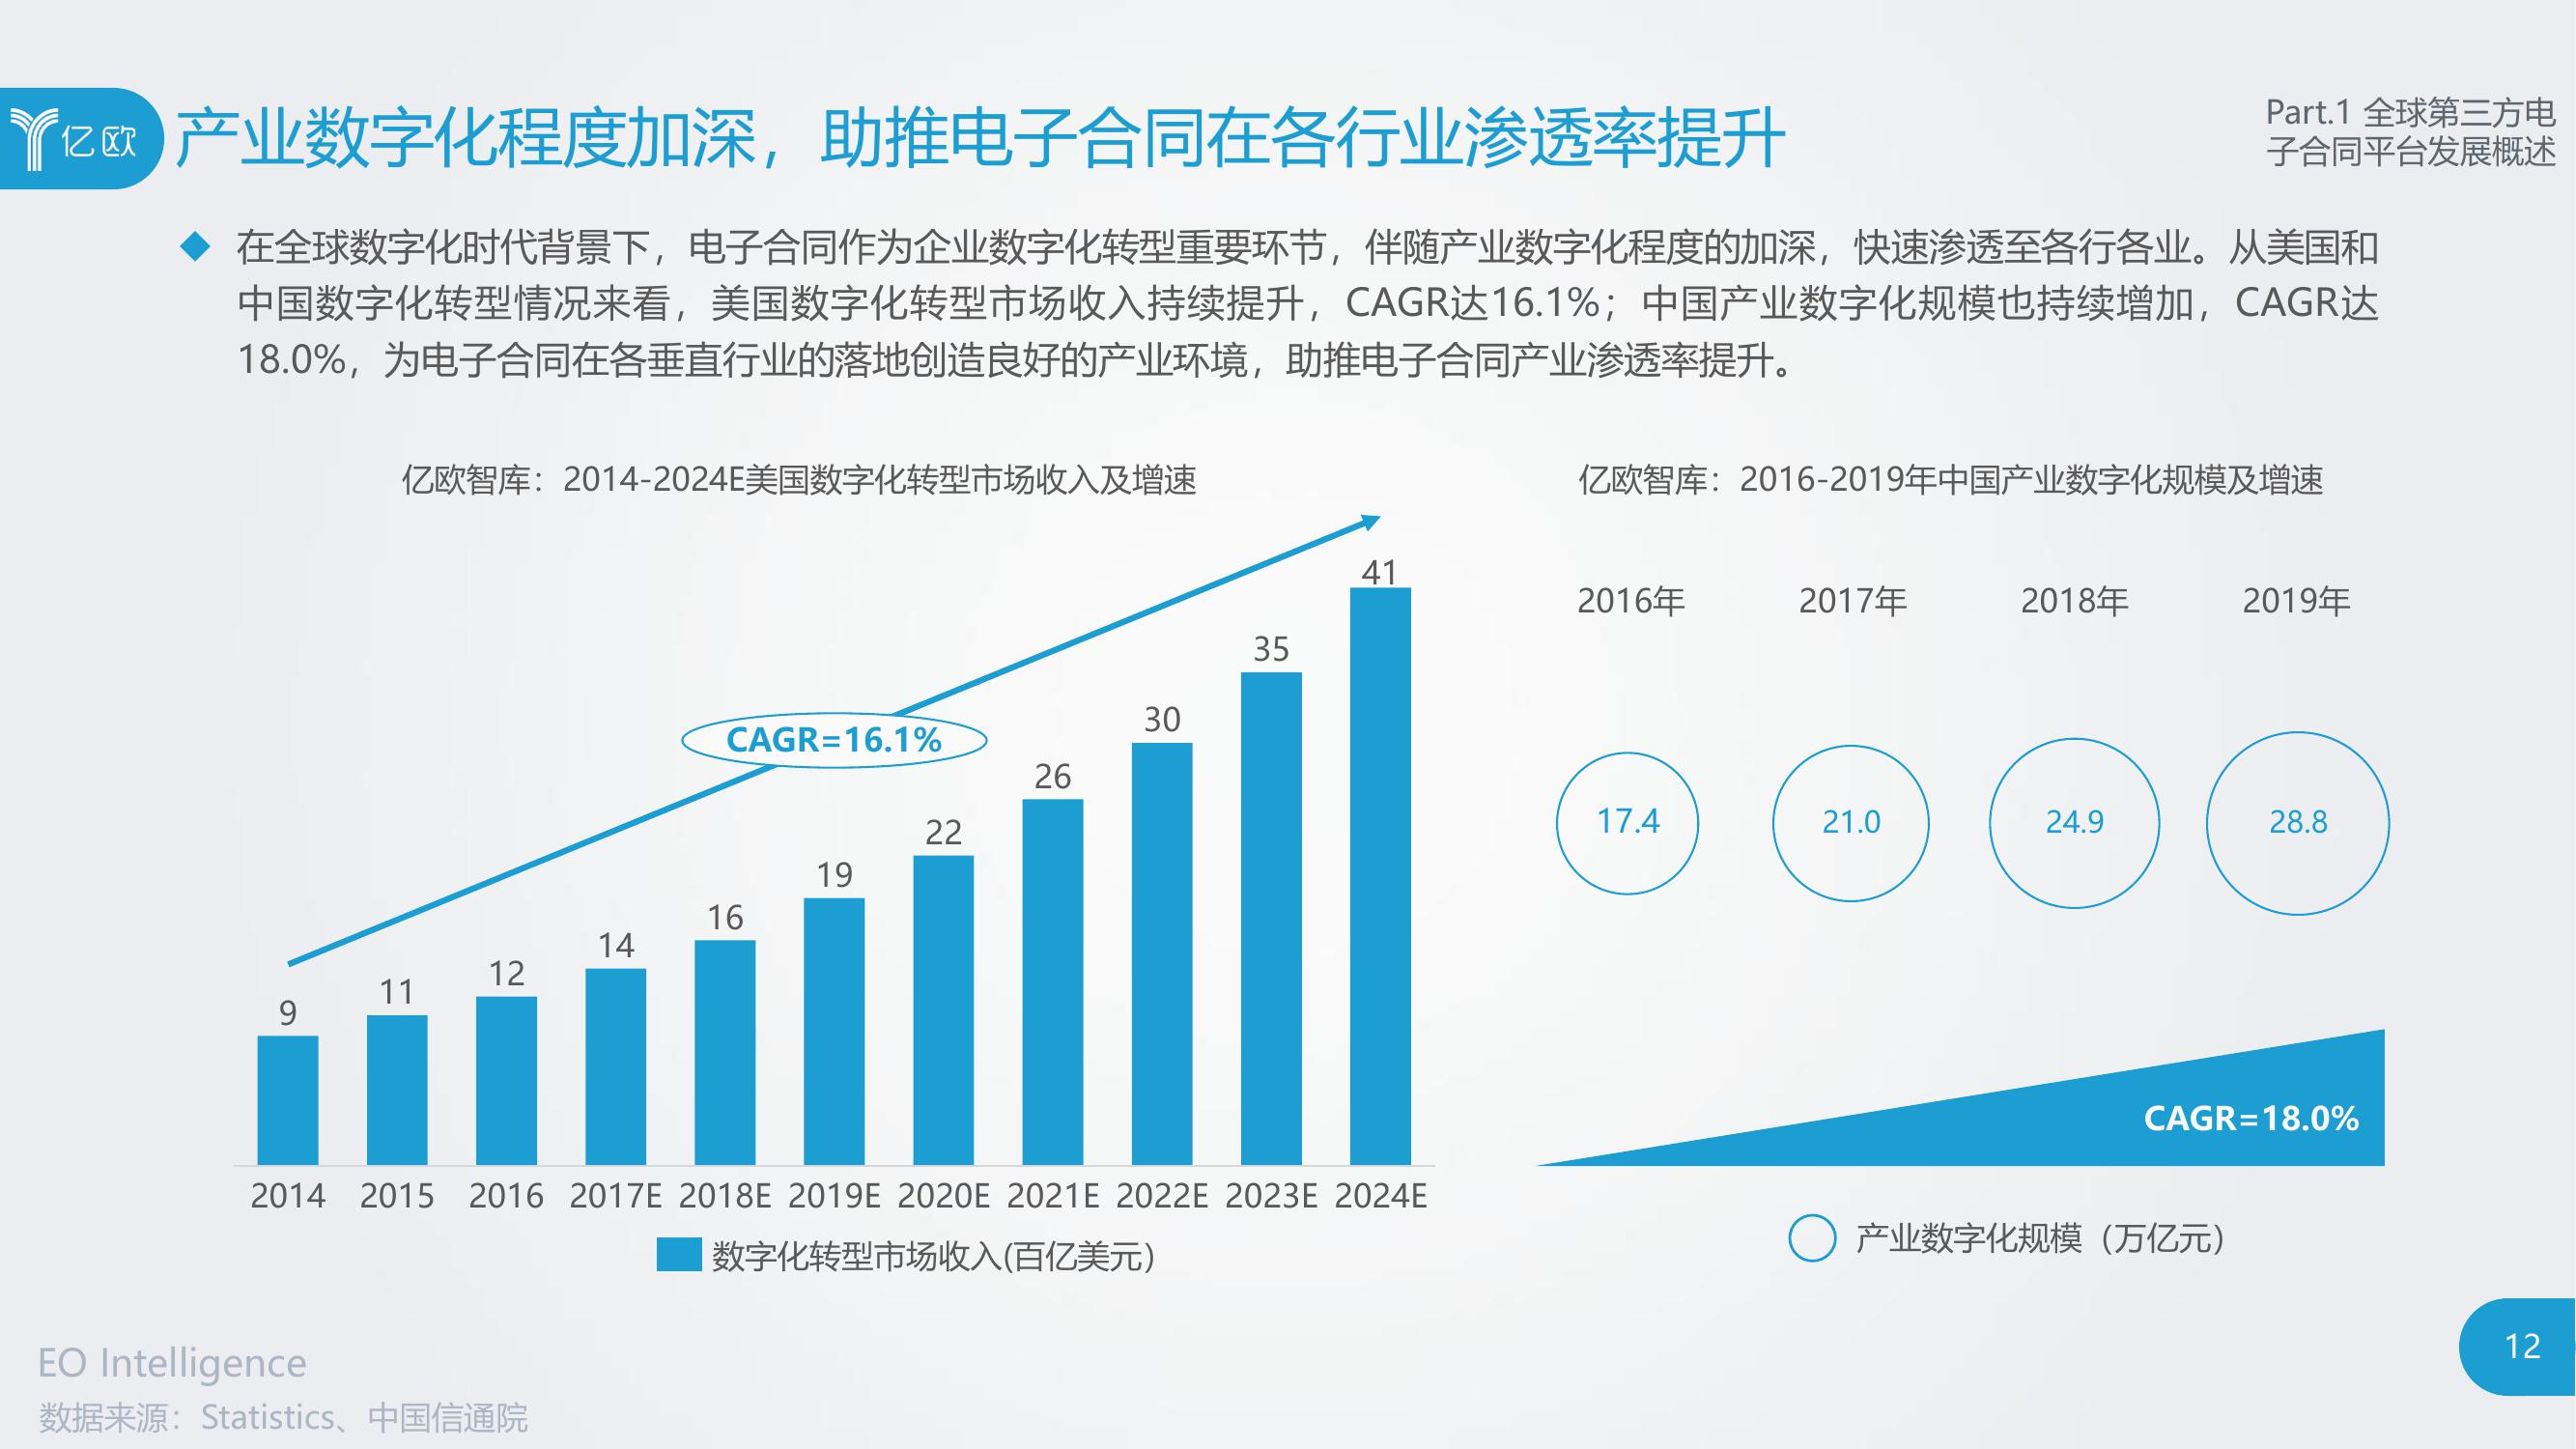 亿欧
产业数字化程度加深，助推电子合同在各行业渗透率提升
Part.1 全球第三方电
子合同平台发展概述
在全球数字化时代背景下，电子合同作为企业数字化转型重要环节，伴随产业数字化程度的加深，快速渗透至各行各业。从美国和
中国数字化转型情况来看，美国数字化转型市场收入持续提升，CAGR达16.1%；中国产业数字化规模也持续增加，CAGR达
18.0%，为电子合同在各垂直行业的落地创造良好的产业环境，助推电子合同产业渗透率提升。
亿欧智库：2014-2024E美国数字化转型市场收入及增速
CAGR=16.1%
9 11 12 14 16 19 22 26 30 35 41
2014 2015 2016 2017E 2018E 2019E 2020E 2021E 2022E 2023E 2024E
数字化转型市场收入(百亿美元）
亿欧智库：2016-2019年中国产业数字化规模及增速
2016年 2017年 2018年 2019年
17.4 21.0 24.9 28.8
CAGR=18.0%
产业数字化规模（万亿元）
EO Intelligence
数据来源：Statistics、中国信通院
12